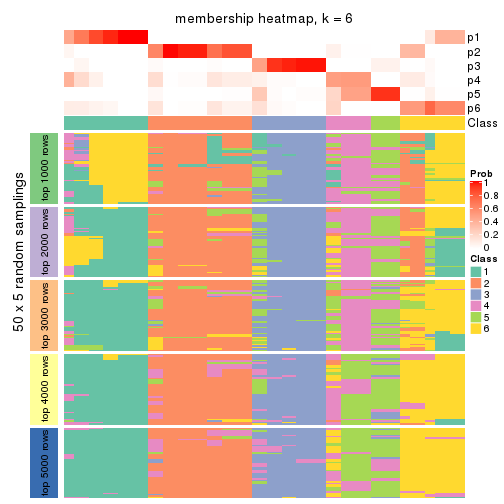 membership heatmap, k = 6
p1
p2
p3
p4
p5
p6
Class
50 x 5 random samplings
top 1000 rows
top 2000 rows
top 3000 rows
top 4000 rows
top 5000 rows
Prob
1
0.8
0.6
0.4
0.2
0
Class
1
2
3
4
5
6